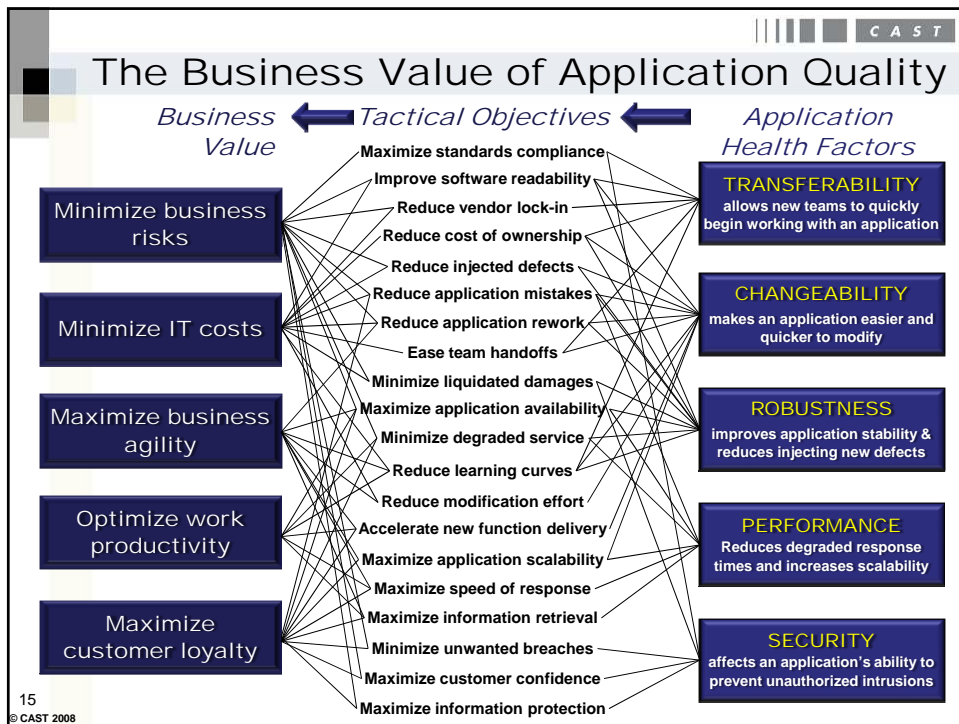 C A S T
The Business Value of Application Quality
Business
Value
Tactical Objectives
Application
Health Factors
Minimize business
risks
Minimize IT costs
Maximize business
agility
Optimize work
productivity
Maximize
customer loyalty
Maximize standards compliance
Improve software readability
Reduce vendor lock-in
Reduce cost of ownership
Reduce injected defects
Reduce application mistakes
Reduce application rework
Ease team handoffs
Minimize liquidated damages
Maximize application availability
Minimize degraded service
Reduce learning curves
Reduce modification effort
Accelerate new function delivery
Maximize application scalability
Maximize speed of response
Maximize information retrieval
Minimize unwanted breaches
Maximize customer confidence
Maximize information protection
TRANSFERABILITY
allows new teams to quickly
begin working with an application
CHANGEABILITY
makes an application easier and
quicker to modify
ROBUSTNESS
improves application stability &
reduces injecting new defects
PERFORMANCE
Reduces degraded response
times and increases scalability
SECURITY
affects an application's ability to
prevent unauthorized intrusions
15
© CAST 2008